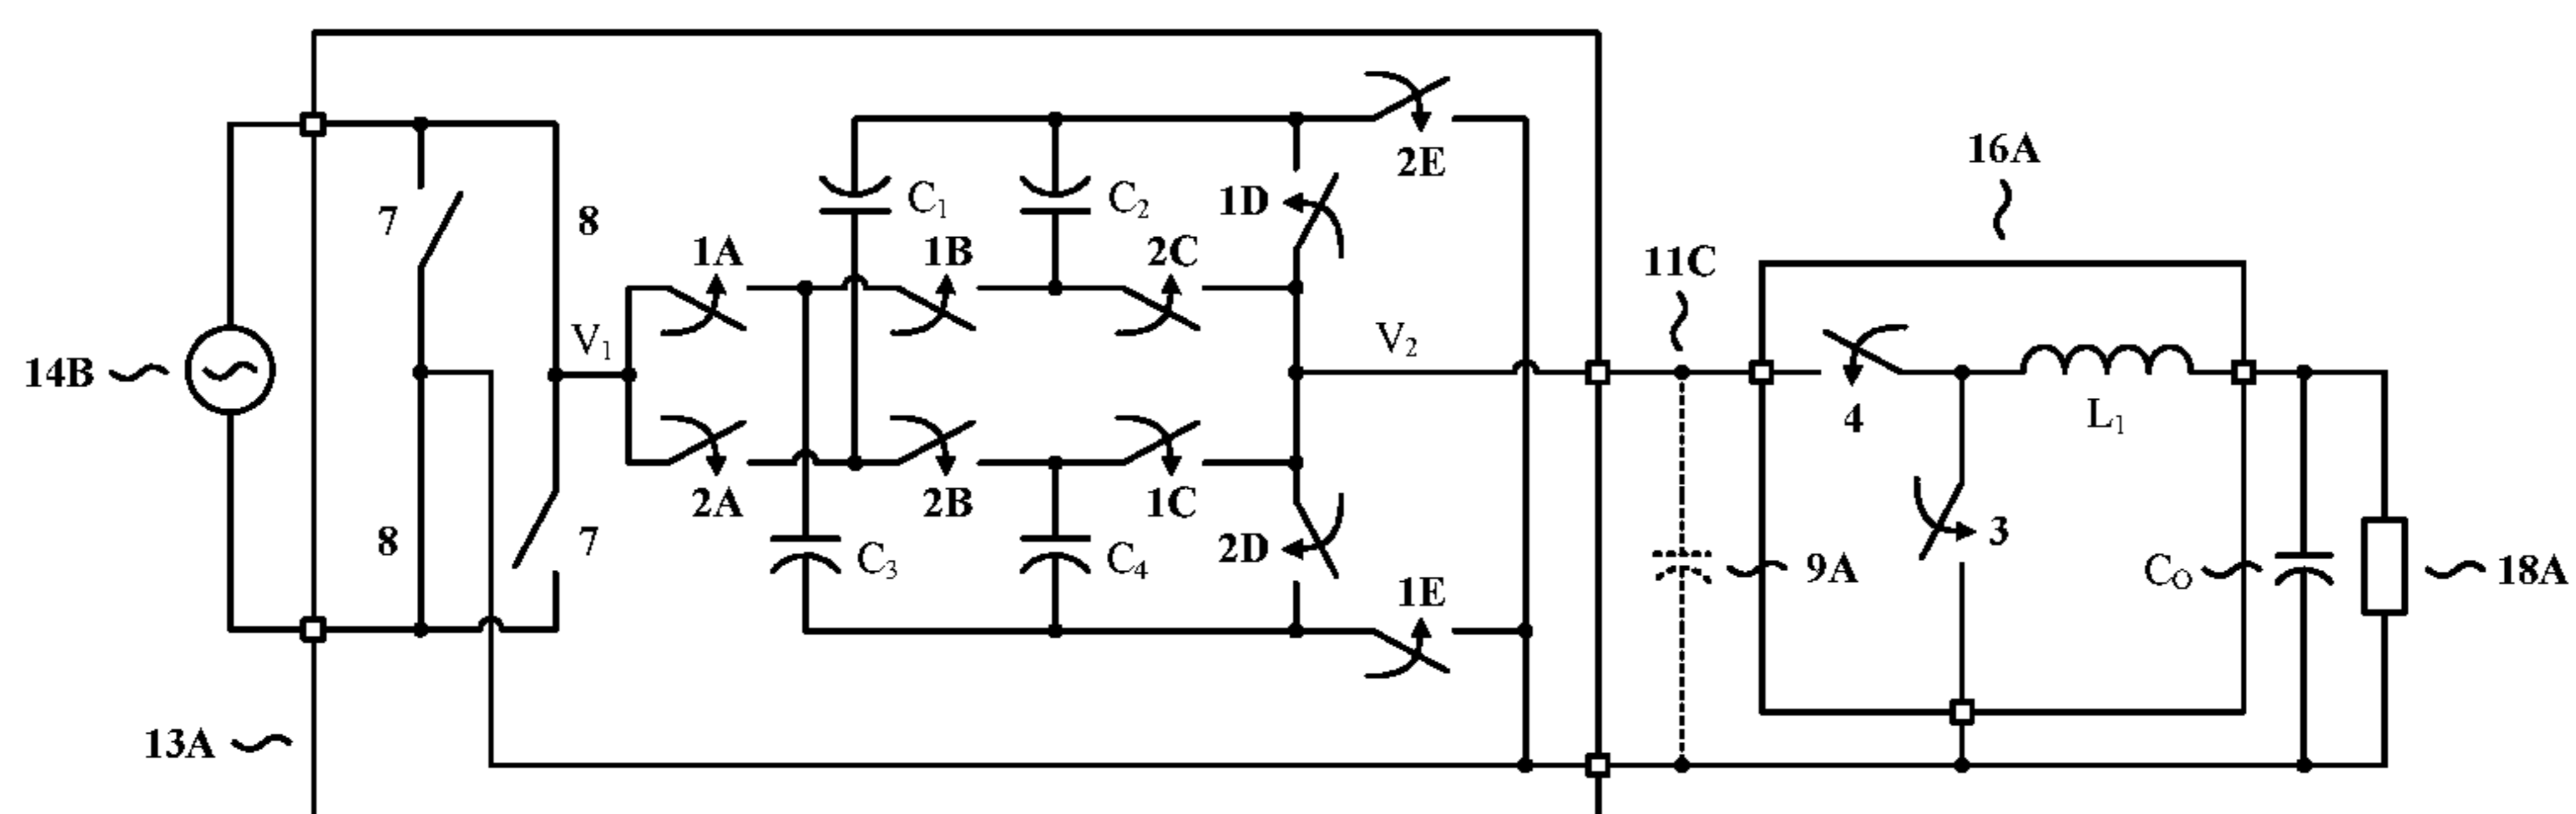 2E
16A
7
8
C₁
C₂
1D
1A
1B
2C
11C
14B
V₁
V₂
4
L₁
2A
2B
1C
8
7
C₃
C₄
2D
3
9A
C_O
18A
1E
13A